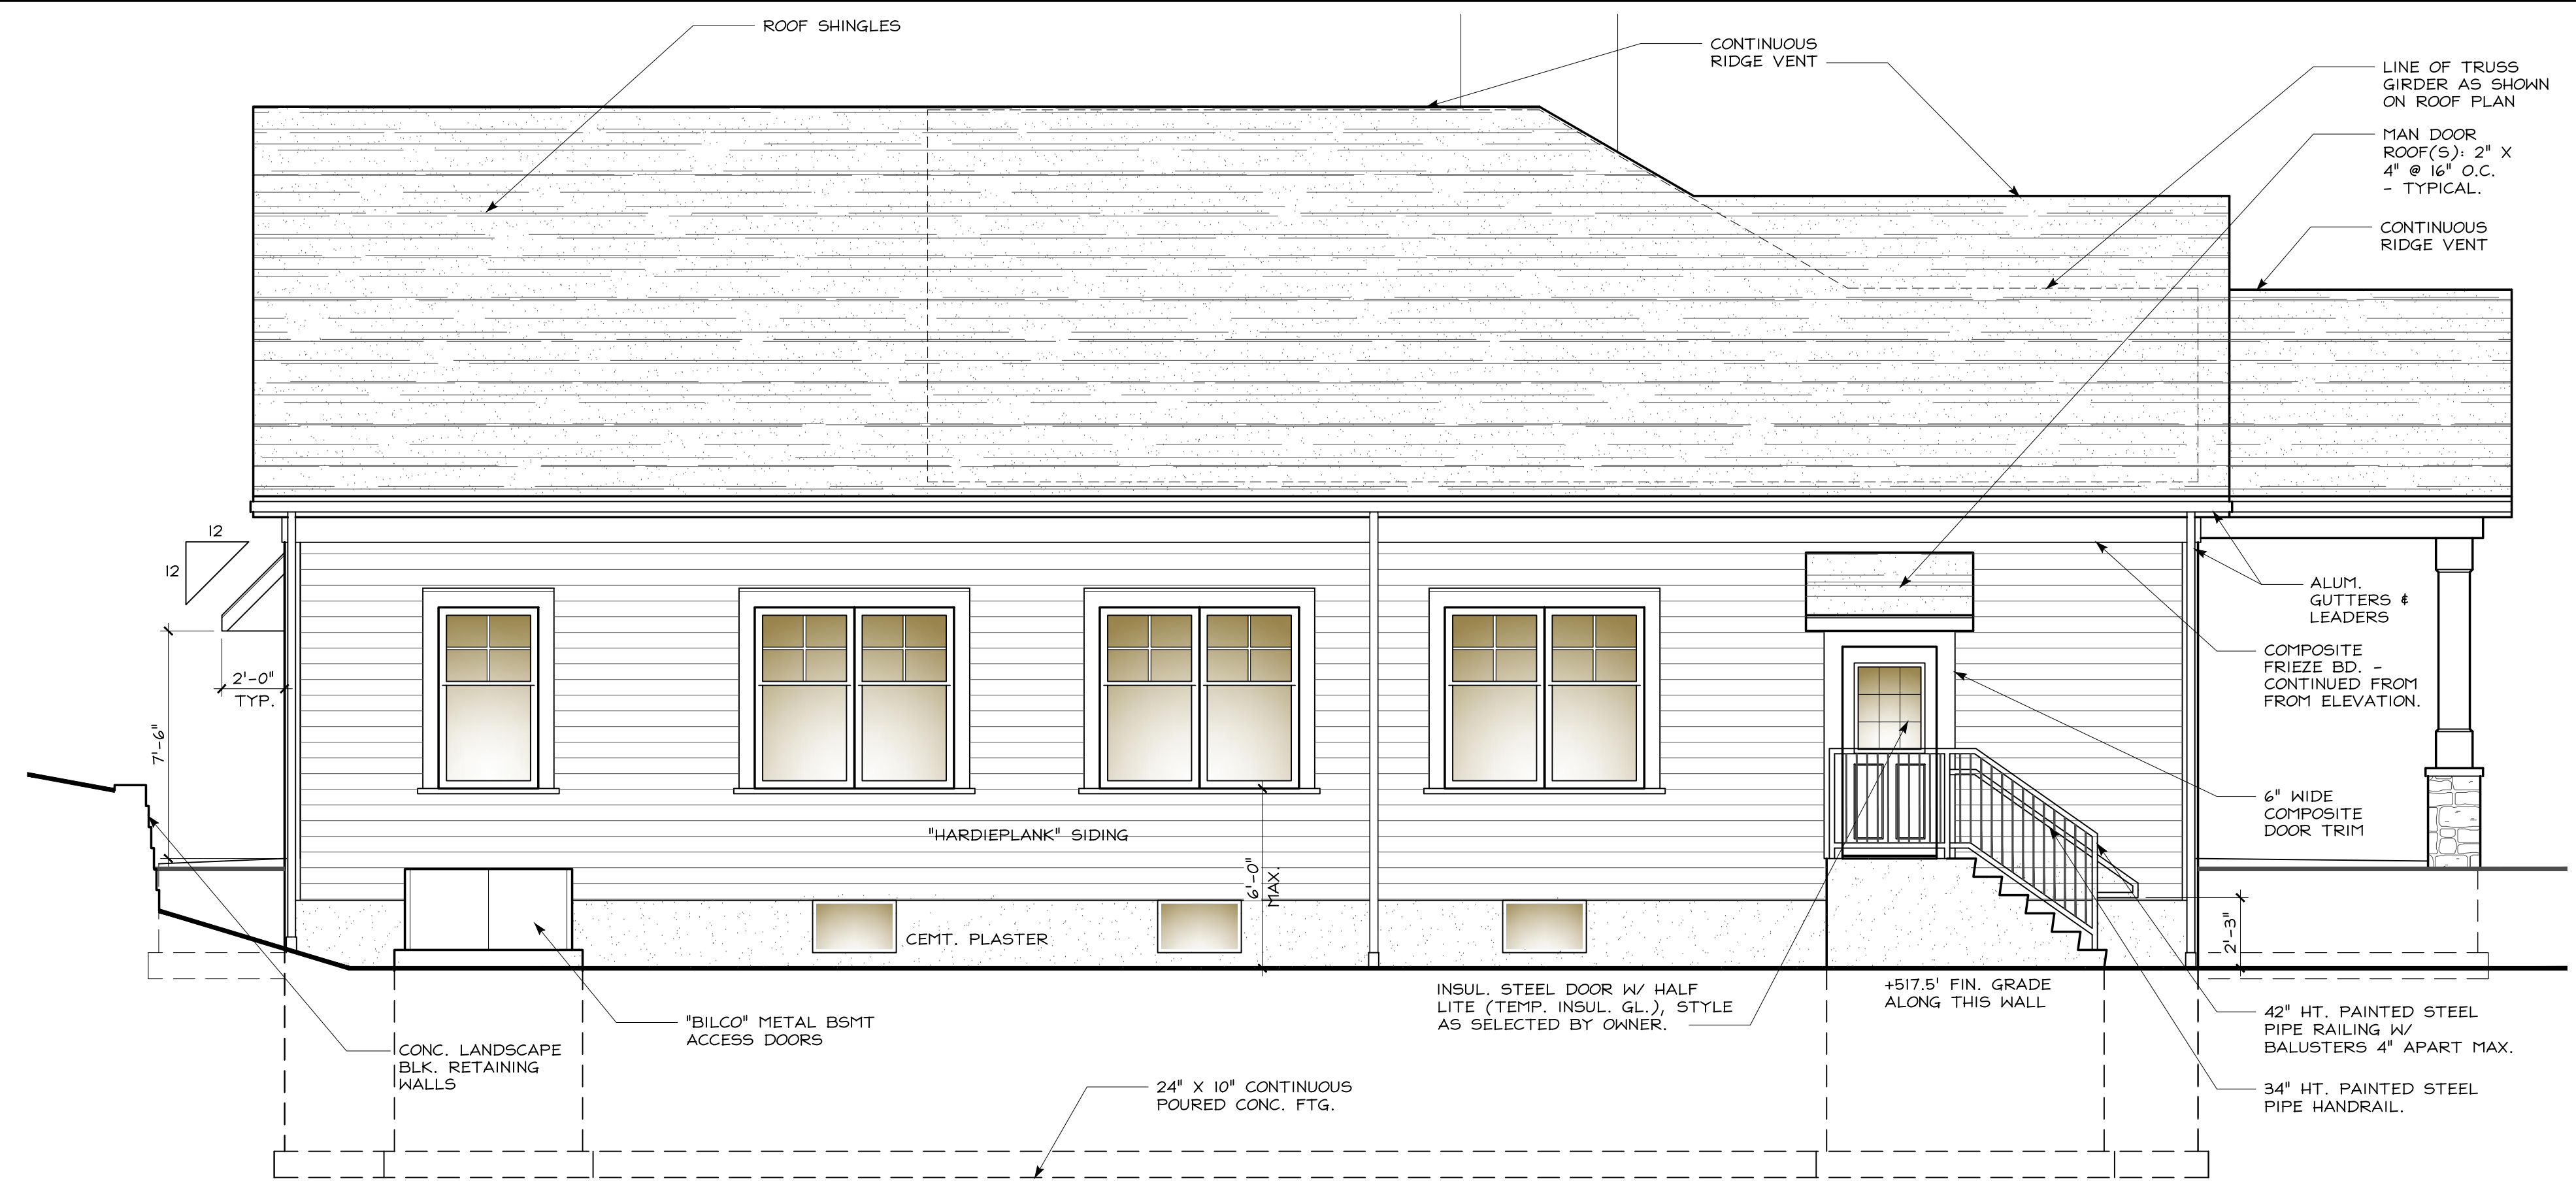 ROOF SHINGLES
CONTINUOUS
RIDGE VENT
LINE OF TRUSS
GIRDER AS SHOWN
ON ROOF PLAN
MAN DOOR
ROOF(S): 2" X
4" @ 16" O.C.
- TYPICAL.
CONTINUOUS
RIDGE VENT
12
12
2'-0"
TYP.
7'-6"
ALUM.
GUTTERS &
LEADERS
COMPOSITE
FRIEZE BD. -
CONTINUED FROM
FROM ELEVATION.
6" WIDE
COMPOSITE
DOOR TRIM
"HARDIEPLANK" SIDING
6'-0"
MAX.
CEMT. PLASTER
2'-3"
INSUL. STEEL DOOR W/ HALF
LITE (TEMP. INSUL. GL.), STYLE
AS SELECTED BY OWNER.
+517.5' FIN. GRADE
ALONG THIS WALL
"BILCO" METAL BSMT
ACCESS DOORS
CONC. LANDSCAPE
BLK. RETAINING
WALLS
42" HT. PAINTED STEEL
PIPE RAILING W/
BALUSTERS 4" APART MAX.
34" HT. PAINTED STEEL
PIPE HANDRAIL.
24" X 10" CONTINUOUS
POURED CONC. FTG.